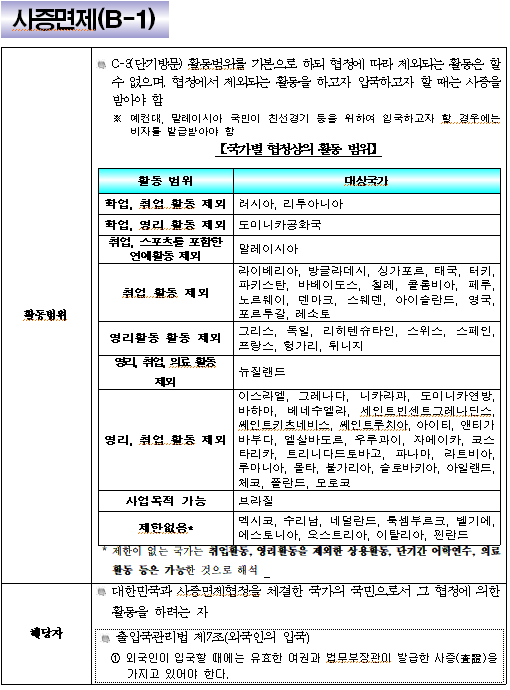 사증면제(B-1)
활동범위
C-3(단기방문) 활동범위를 기본으로 하되 협정에 따라 제외되는 활동은 할
수 없으며, 협정에서 제외되는 활동을 하고자 입국하고자 할 때는 사증을
받아야 함
※ 예컨대, 말레이시아 국민이 친선경기 등을 위하여 입국하고자 할 경우에는
비자를 발급받아야 함
【국가별 협정상의 활동 범위】
활동 범위 대상국가
학업, 취업 활동 제외 러시아, 리투아니아
학업, 영리 활동 제외 도미니카공화국
취업, 스포츠를 포함한
연예활동 제외 말레이시아
취업 활동 제외 라이베리아, 방글라데시, 싱가포르, 태국, 터키,
파키스탄, 바베이도스, 칠레, 콜롬비아, 페루,
노르웨이, 덴마크, 스웨덴, 아이슬란드, 영국,
포르투갈, 레소토
영리활동 활동 제외 그리스, 독일, 리히텐슈타인, 스위스, 스페인,
프랑스, 헝가리, 튀니지
영리, 취업, 의료 활동
제외 뉴질랜드
영리, 취업 활동 제외 이스라엘, 그레나다, 니카라과, 도미니카연방,
바하마, 베네수엘라, 세인트빈센트그레나딘스,
쎄인트키츠네비스, 쎄인트루치아, 아이티, 앤티가
바부다, 엘살바도르, 우루과이, 자메이카, 코스
타리카, 트리니다드토바고, 파나마, 라트비아,
루마니아, 몰타, 불가리아, 슬로바키아, 아일랜드,
체코, 폴란드, 모로코
사업목적 가능 브라질
제한없음* 멕시코, 수리남, 네덜란드, 룩셈부르크, 벨기에,
에스토니아, 오스트리아, 이탈리아, 핀란드
* 제한이 없는 국가는 취업활동, 영리활동을 제외한 상용활동, 단기간 어학연수, 의료
활동 등은 가능한 것으로 해석
해당자
대한민국과 사증면제협정을 체결한 국가의 국민으로서 그 협정에 의한
활동을 하려는 자
출입국관리법 제7조(외국인의 입국)
① 외국인이 입국할 때에는 유효한 여권과 법무부장관이 발급한 사증(査證)을
가지고 있어야 한다.